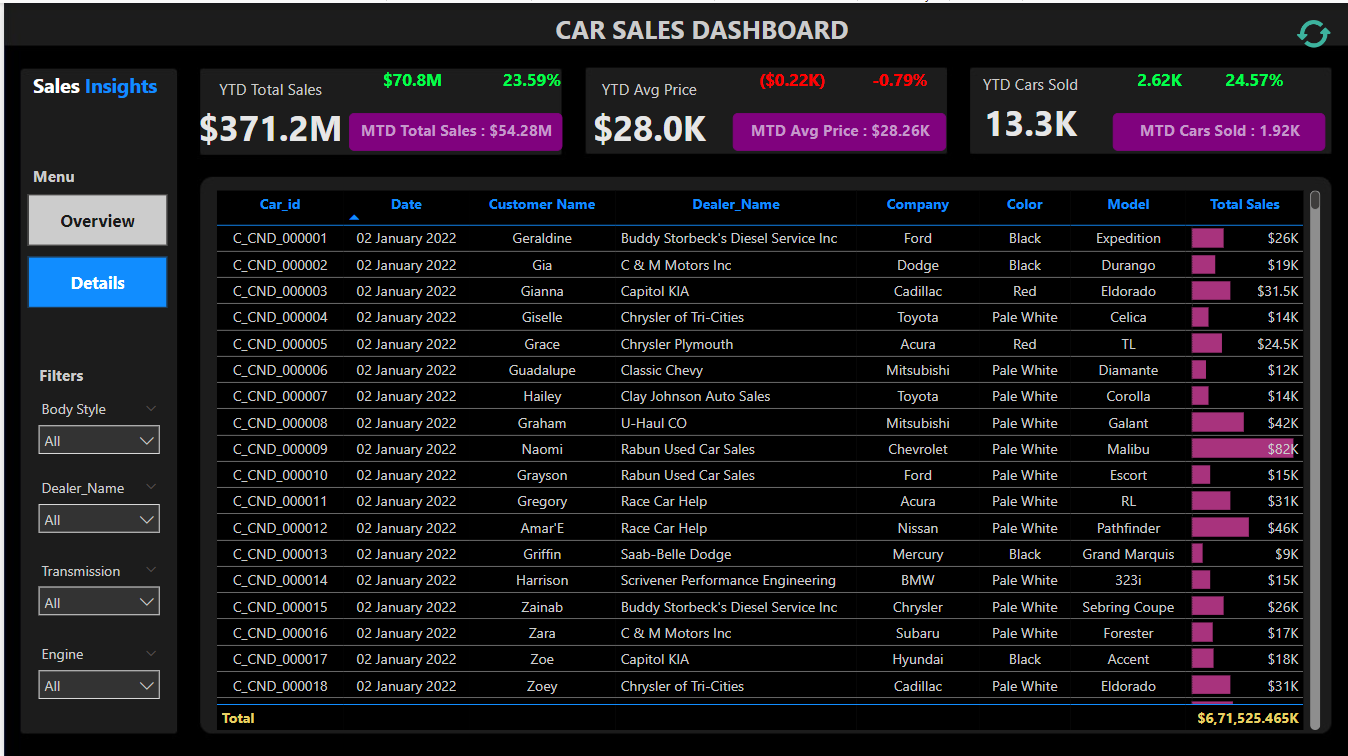 CAR SALES DASHBOARD
Sales Insights
Menu
Overview
Details
Filters
Body Style
All
Dealer_Name
All
Transmission
All
Engine
All
YTD Total Sales $70.8M 23.59%
$371.2M MTD Total Sales : $54.28M
YTD Avg Price ($0.22K) -0.79%
$28.0K MTD Avg Price : $28.26K
YTD Cars Sold 2.62K 24.57%
13.3K MTD Cars Sold : 1.92K
Car_id Date Customer Name Dealer_Name Company Color Model Total Sales
C_CND_000001 02 January 2022 Geraldine Buddy Storbeck's Diesel Service Inc Ford Black Expedition $26K
C_CND_000002 02 January 2022 Gia C & M Motors Inc Dodge Black Durango $19K
C_CND_000003 02 January 2022 Gianna Capitol KIA Cadillac Red Eldorado $31.5K
C_CND_000004 02 January 2022 Giselle Chrysler of Tri-Cities Toyota Pale White Celica $14K
C_CND_000005 02 January 2022 Grace Chrysler Plymouth Acura Red TL $24.5K
C_CND_000006 02 January 2022 Guadalupe Classic Chevy Mitsubishi Pale White Diamante $12K
C_CND_000007 02 January 2022 Hailey Clay Johnson Auto Sales Toyota Pale White Corolla $14K
C_CND_000008 02 January 2022 Graham U-Haul CO Mitsubishi Pale White Galant $42K
C_CND_000009 02 January 2022 Naomi Rabun Used Car Sales Chevrolet Pale White Malibu $82K
C_CND_000010 02 January 2022 Grayson Rabun Used Car Sales Ford Pale White Escort $15K
C_CND_000011 02 January 2022 Gregory Race Car Help Acura Pale White RL $31K
C_CND_000012 02 January 2022 Amar'E Race Car Help Nissan Pale White Pathfinder $46K
C_CND_000013 02 January 2022 Griffin Saab-Belle Dodge Mercury Black Grand Marquis $9K
C_CND_000014 02 January 2022 Harrison Scrivener Performance Engineering BMW Pale White 323i $15K
C_CND_000015 02 January 2022 Zainab Buddy Storbeck's Diesel Service Inc Chrysler Pale White Sebring Coupe $26K
C_CND_000016 02 January 2022 Zara C & M Motors Inc Subaru Pale White Forester $17K
C_CND_000017 02 January 2022 Zoe Capitol KIA Hyundai Black Accent $18K
C_CND_000018 02 January 2022 Zoey Chrysler of Tri-Cities Cadillac Pale White Eldorado $31K
Total $6,71,525.465K